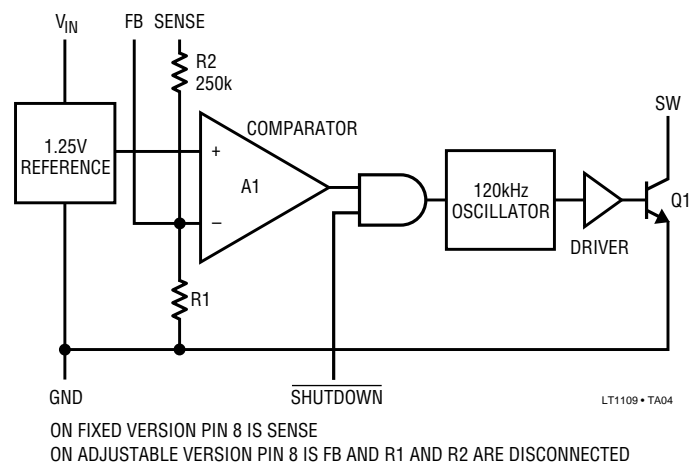 V_IN
FB SENSE
R2
250k
SW
1.25V
REFERENCE
COMPARATOR
+
A1
–
120kHz
OSCILLATOR
Q1
DRIVER
R1
GND
SHUTDOWN
LT1109 • TA04
ON FIXED VERSION PIN 8 IS SENSE
ON ADJUSTABLE VERSION PIN 8 IS FB AND R1 AND R2 ARE DISCONNECTED